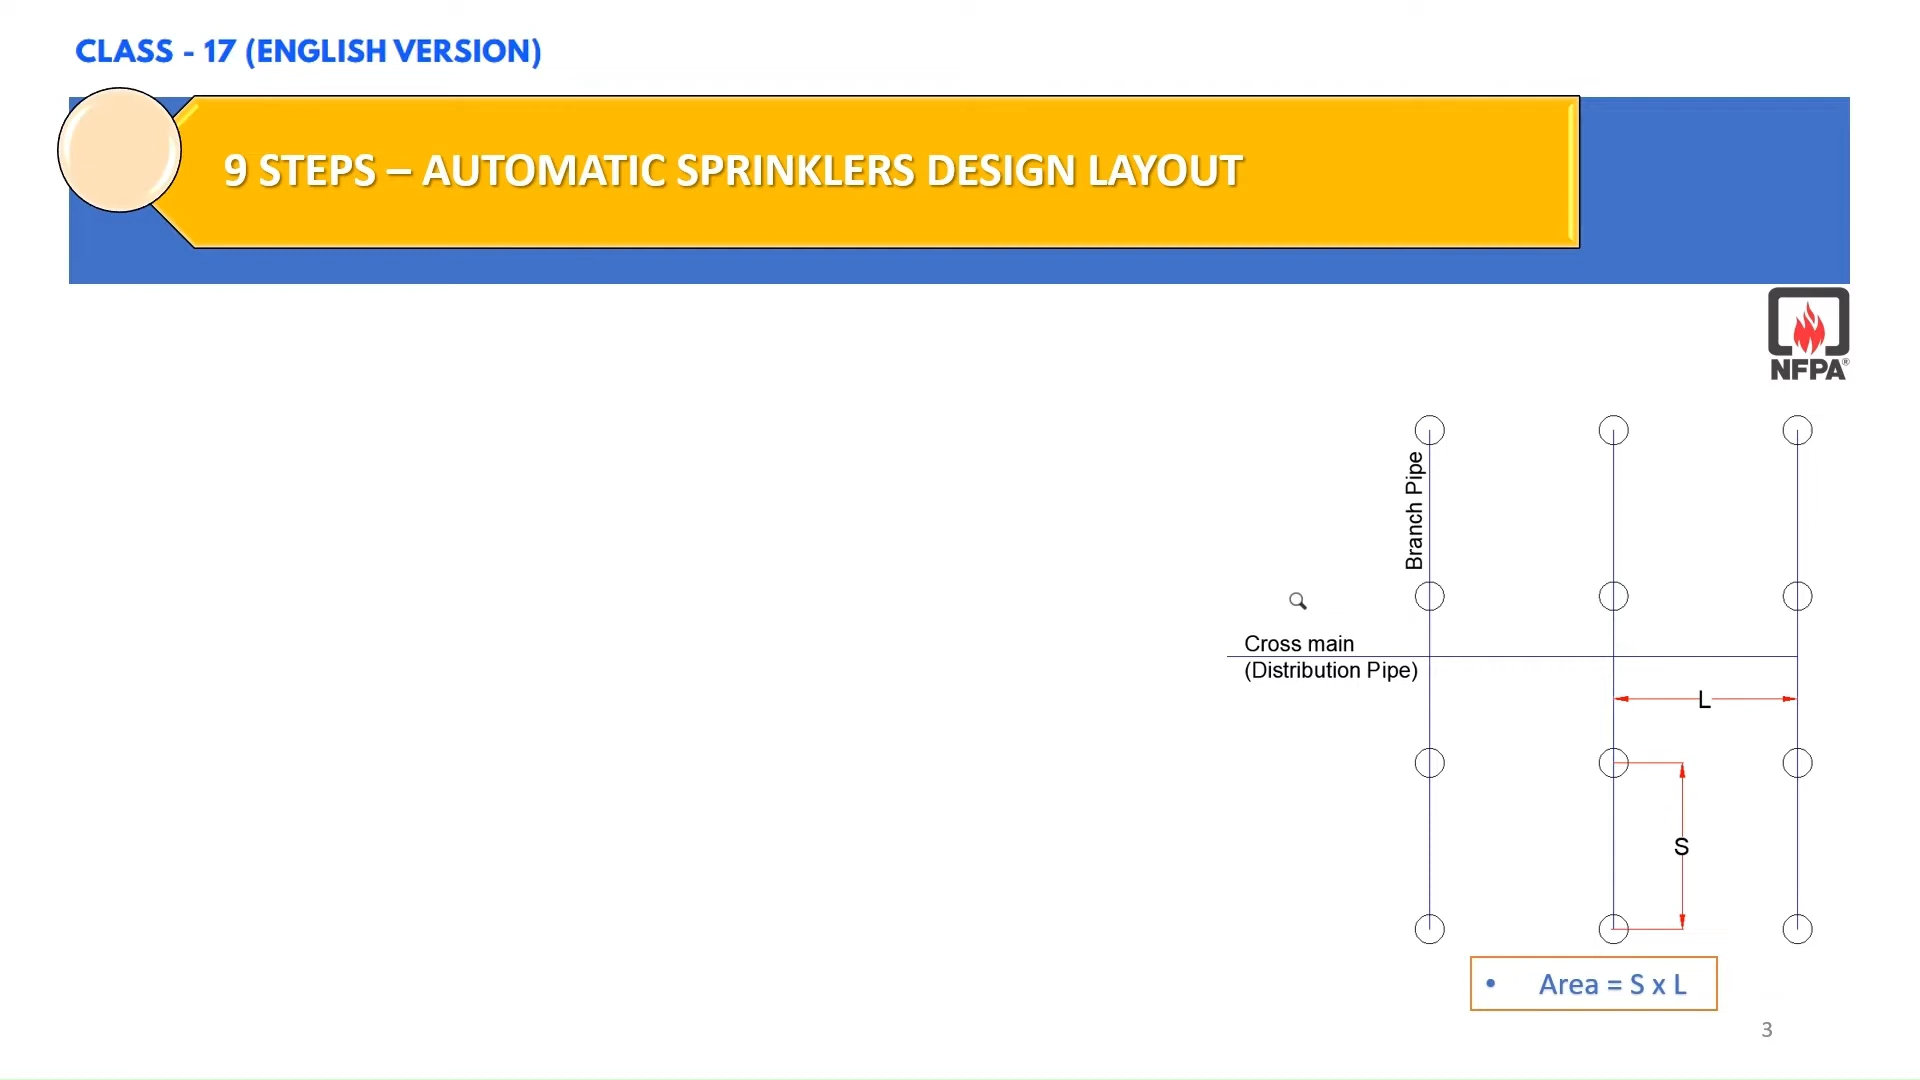 CLASS - 17 (ENGLISH VERSION)
9 STEPS – AUTOMATIC SPRINKLERS DESIGN LAYOUT
NFPA®
Branch Pipe
Cross main
(Distribution Pipe)
L
S
• Area = S x L
3